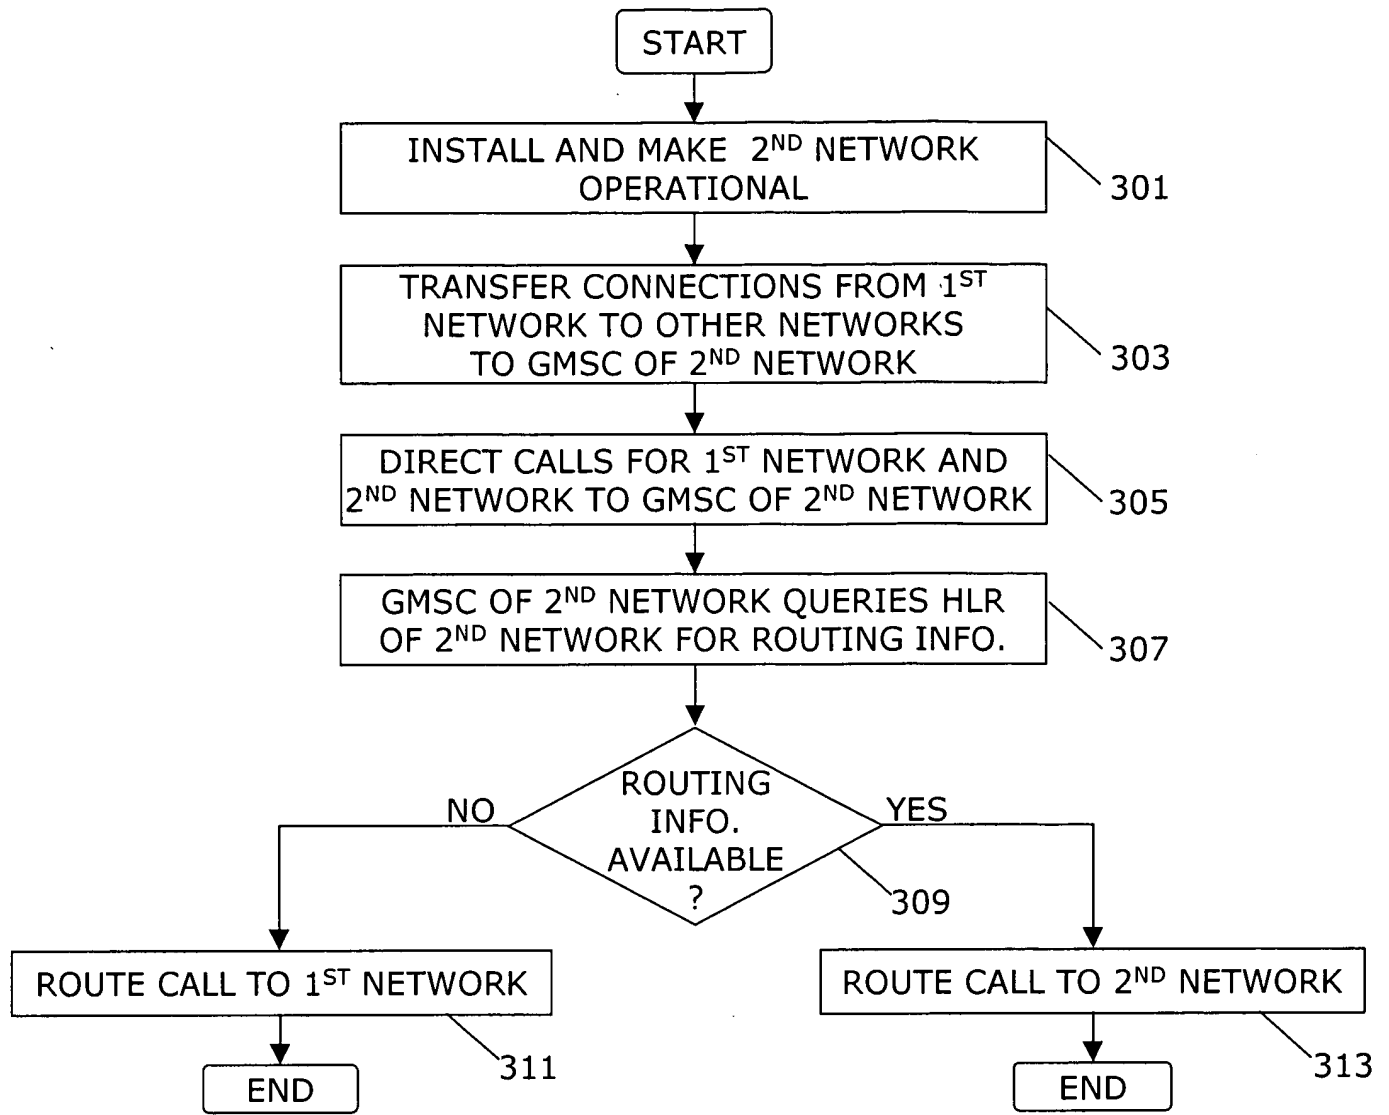 START
INSTALL AND MAKE 2ND NETWORK
OPERATIONAL
301
TRANSFER CONNECTIONS FROM 1ST
NETWORK TO OTHER NETWORKS
TO GMSC OF 2ND NETWORK
303
DIRECT CALLS FOR 1ST NETWORK AND
2ND NETWORK TO GMSC OF 2ND NETWORK
305
GMSC OF 2ND NETWORK QUERIES HLR
OF 2ND NETWORK FOR ROUTING INFO.
307
NO
ROUTING
INFO.
AVAILABLE
?
YES
309
ROUTE CALL TO 1ST NETWORK
311
END
ROUTE CALL TO 2ND NETWORK
313
END